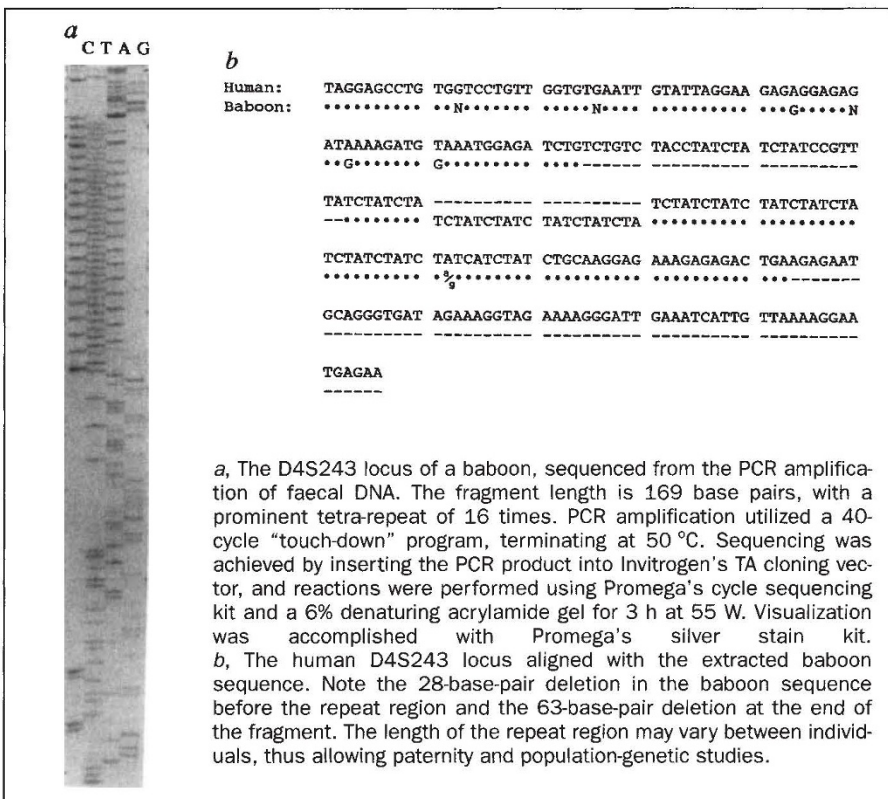 a
C T A G
b
Human: TAGGAGCCTG TGGTCCTGTT GGTGTGAATT GTATTAGGAA GAGAGGAGAG
Baboon: •••••••••• ••N••••••• •••••N•••• •••••••••• •••G•••••N
ATAAAAGATG TAAATGGAGA TCTGTCTGTC TACCTATCTA TCTATCCGTT
••G••••••• G••••••••• ••••------ ---------- ----------
TATCTATCTA ---------- ---------- TCTATCTATC TATCTATCTA
--•••••••• TCTATCTATC TATCTATCTA •••••••••• ••••••••••
TCTATCTATC TATCATCTAT CTGCAAGGAG AAAGAGAGAC TGAAGAGAAT
•••••••••• •a/g•••••••• •••••••••• •••••••••• •••-------
GCAGGGTGAT AGAAAGGTAG AAAAGGGATT GAAATCATTG TTAAAAGGAA
---------- ---------- ---------- ---------- ----------
TGAGAA
------
a, The D4S243 locus of a baboon, sequenced from the PCR amplifica-
tion of faecal DNA. The fragment length is 169 base pairs, with a
prominent tetra-repeat of 16 times. PCR amplification utilized a 40-
cycle “touch-down” program, terminating at 50 °C. Sequencing was
achieved by inserting the PCR product into Invitrogen's TA cloning vec-
tor, and reactions were performed using Promega's cycle sequencing
kit and a 6% denaturing acrylamide gel for 3 h at 55 W. Visualization
was accomplished with Promega's silver stain kit.
b, The human D4S243 locus aligned with the extracted baboon
sequence. Note the 28-base-pair deletion in the baboon sequence
before the repeat region and the 63-base-pair deletion at the end of
the fragment. The length of the repeat region may vary between individ-
uals, thus allowing paternity and population-genetic studies.